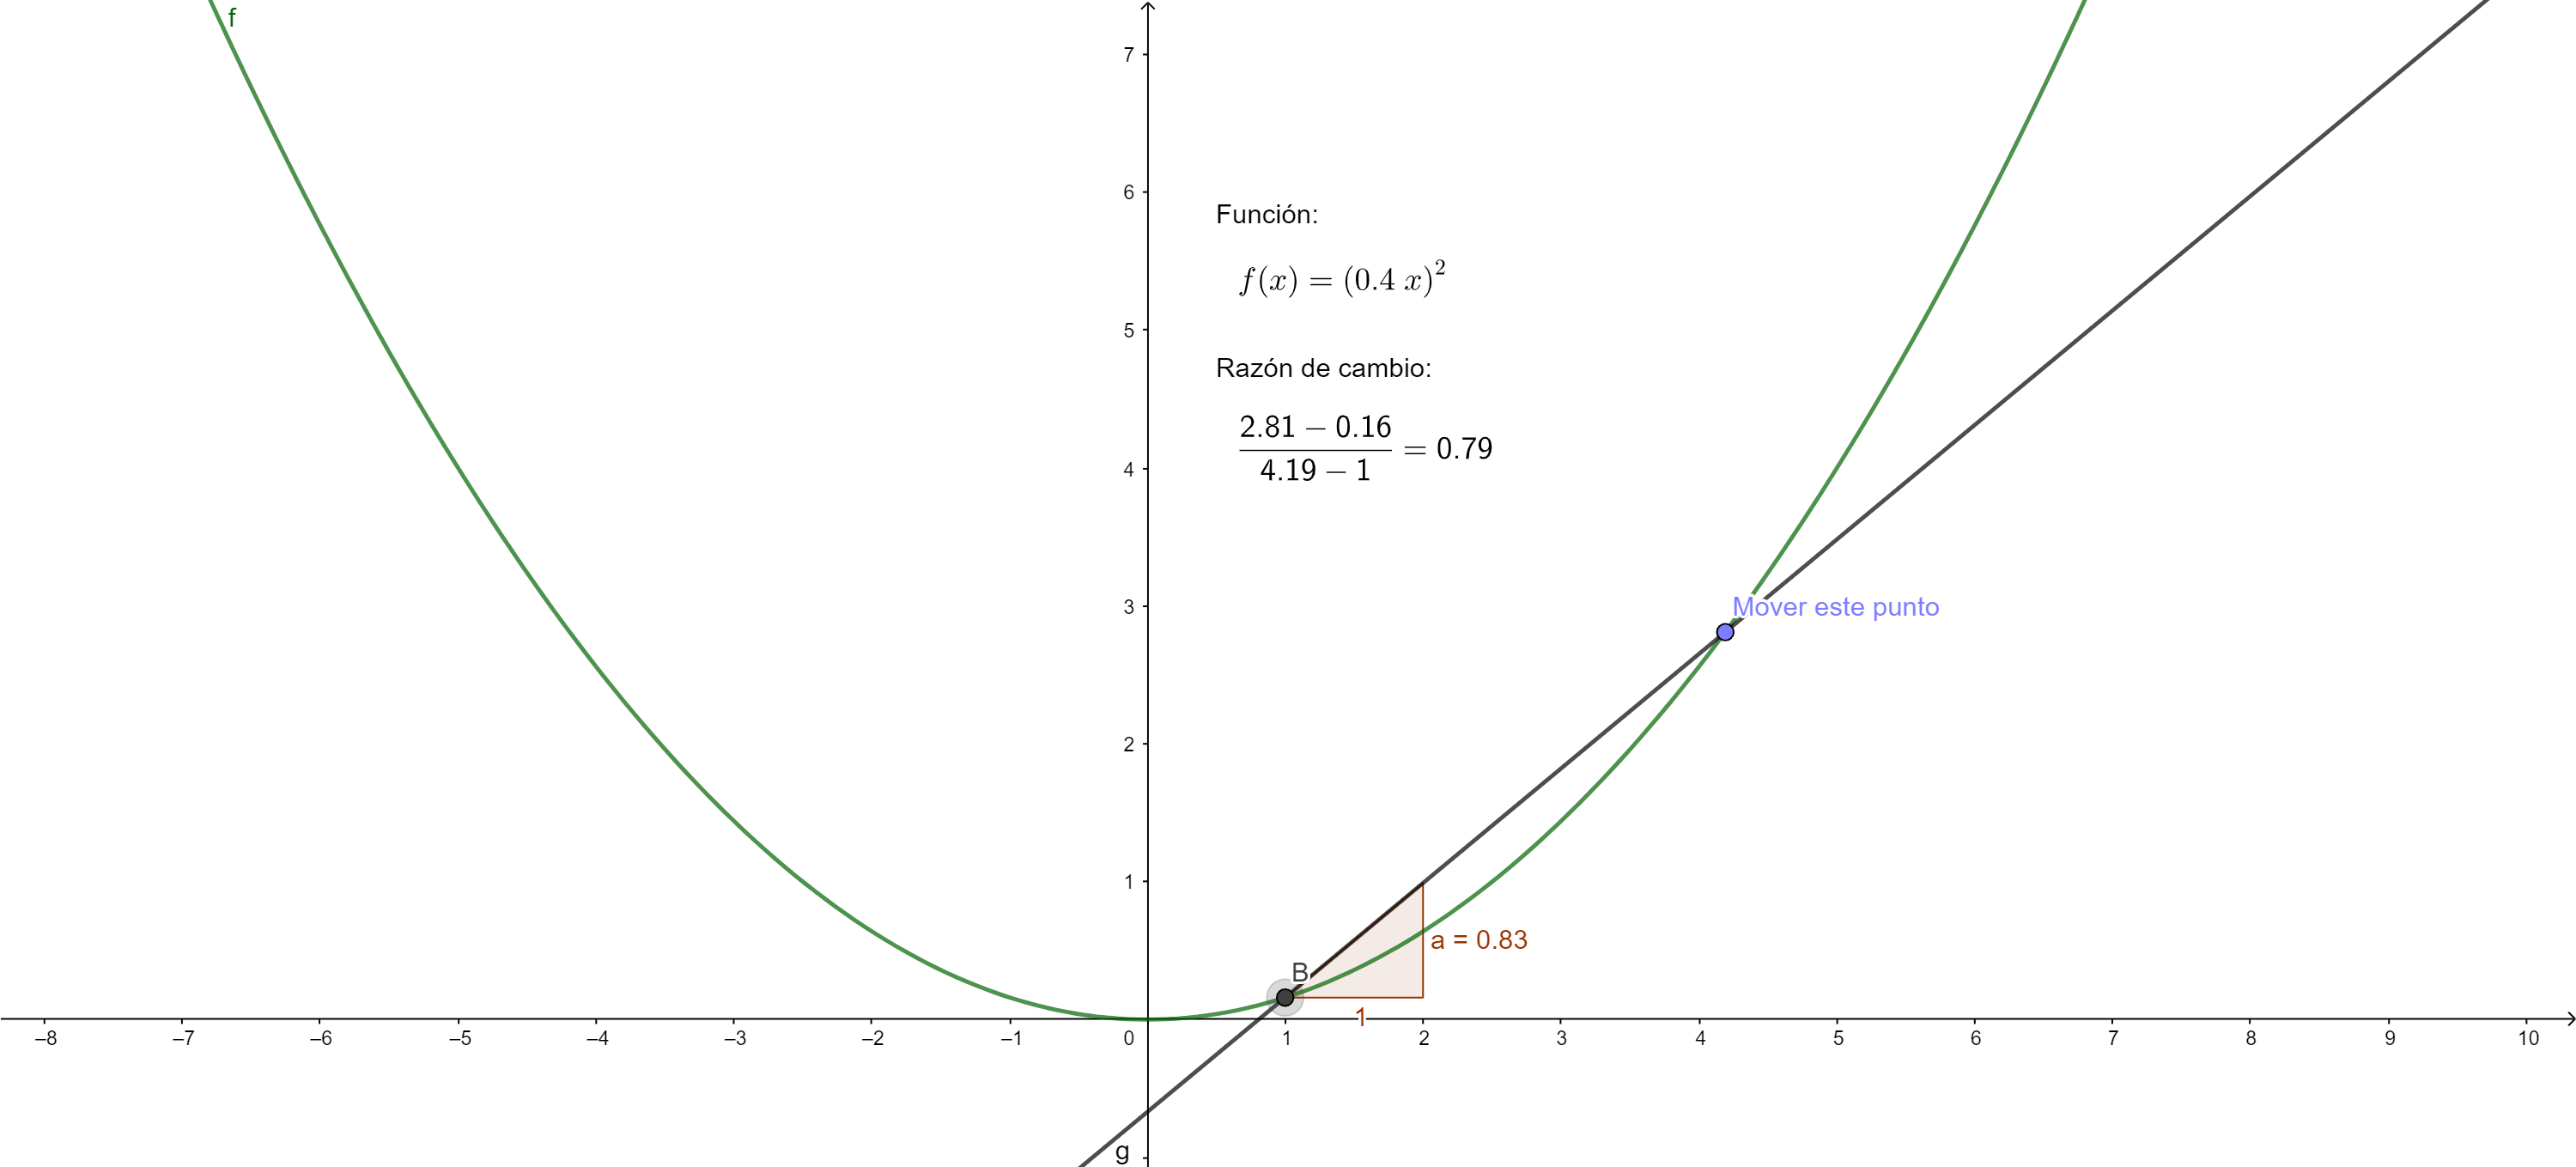 f
7
6
Función:
f(x) = (0.4 x)²
5
Razón de cambio:
2.81 − 0.16
4.19 − 1
= 0.79
4
3
Mover este punto
2
1
a = 0.83
B
1
–8 –7 –6 –5 –4 –3 –2 –1 0 1 2 3 4 5 6 7 8 9 10
g